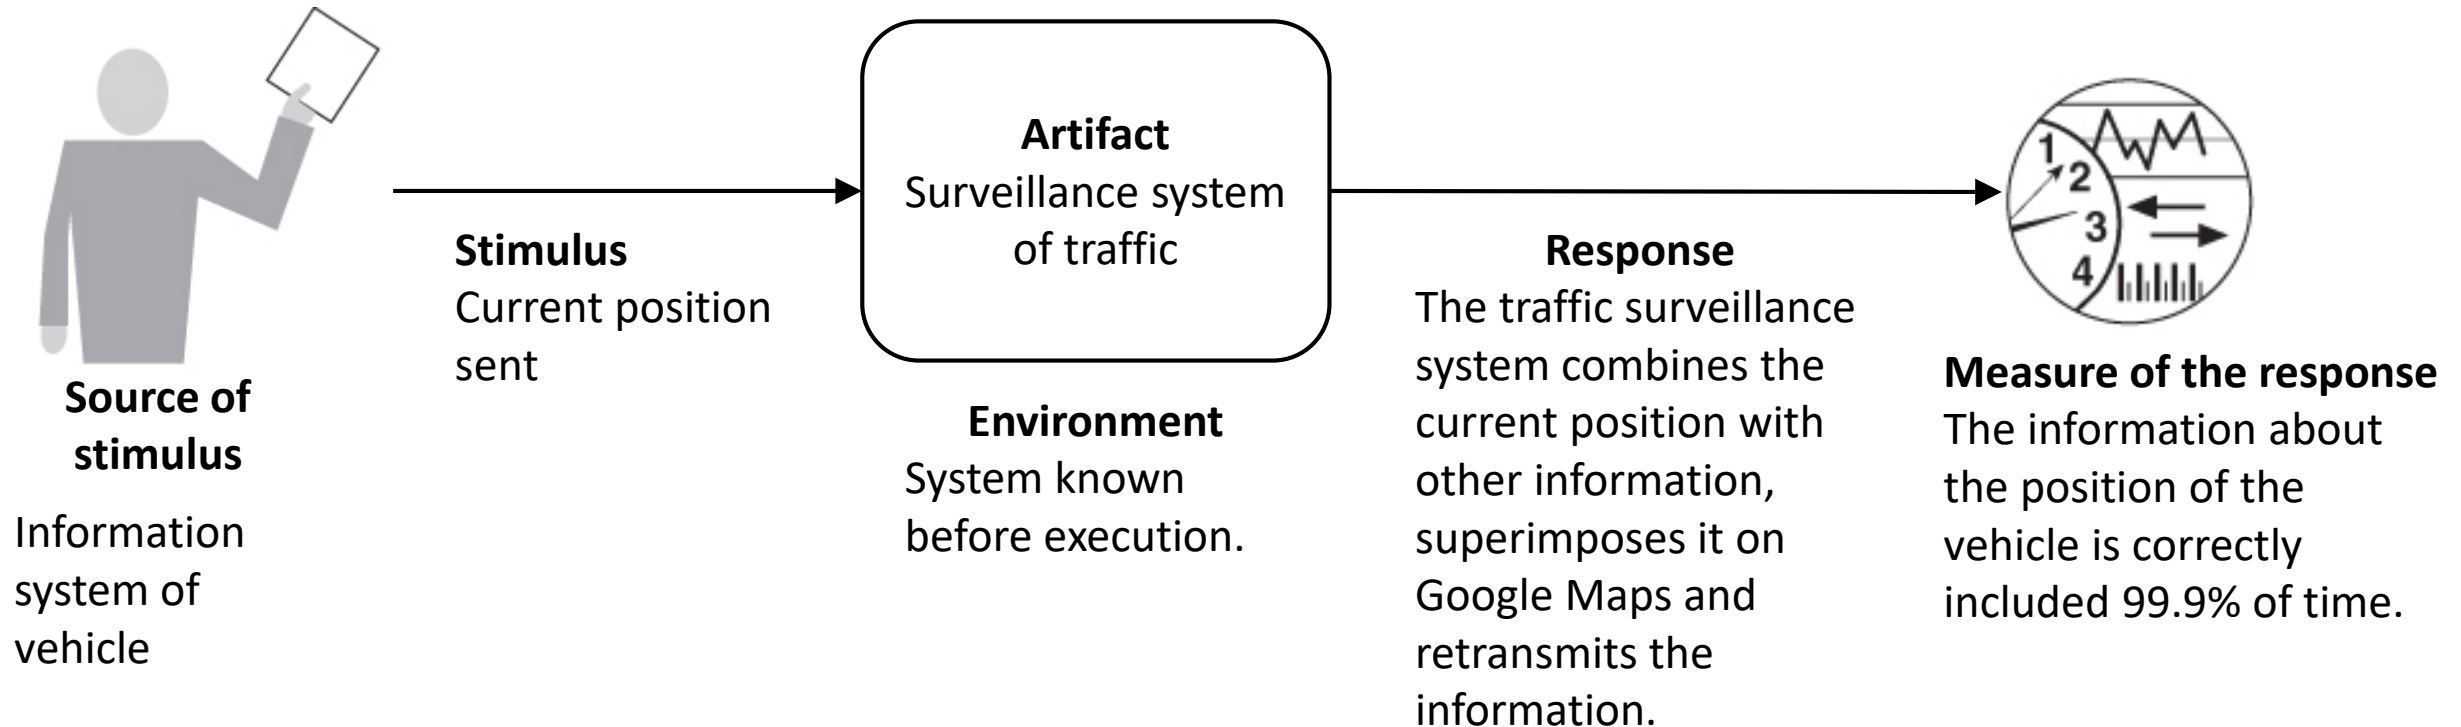 Source of
stimulus
Information
system of
vehicle
Stimulus
Current position
sent
Artifact
Surveillance system
of traffic
Environment
System known
before execution.
Response
The traffic surveillance
system combines the
current position with
other information,
superimposes it on
Google Maps and
retransmits the
information.
1
2
3
4
Measure of the response
The information about
the position of the
vehicle is correctly
included 99.9% of time.